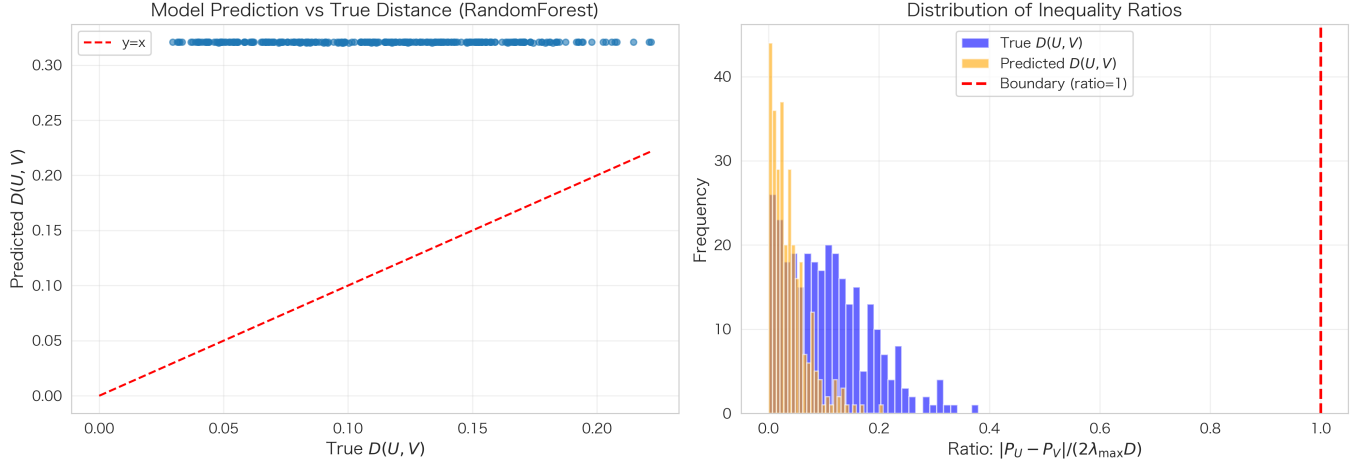 Model Prediction vs True Distance (RandomForest)
y=x
0.30
0.25
0.20
0.15
0.10
0.05
0.00
Predicted D(U, V)
0.00 0.05 0.10 0.15 0.20
True D(U, V)
Distribution of Inequality Ratios
True D(U, V)
Predicted D(U, V)
Boundary (ratio=1)
40
30
20
10
0
Frequency
0.0 0.2 0.4 0.6 0.8 1.0
Ratio: |P_U − P_V|/(2λ_max D)